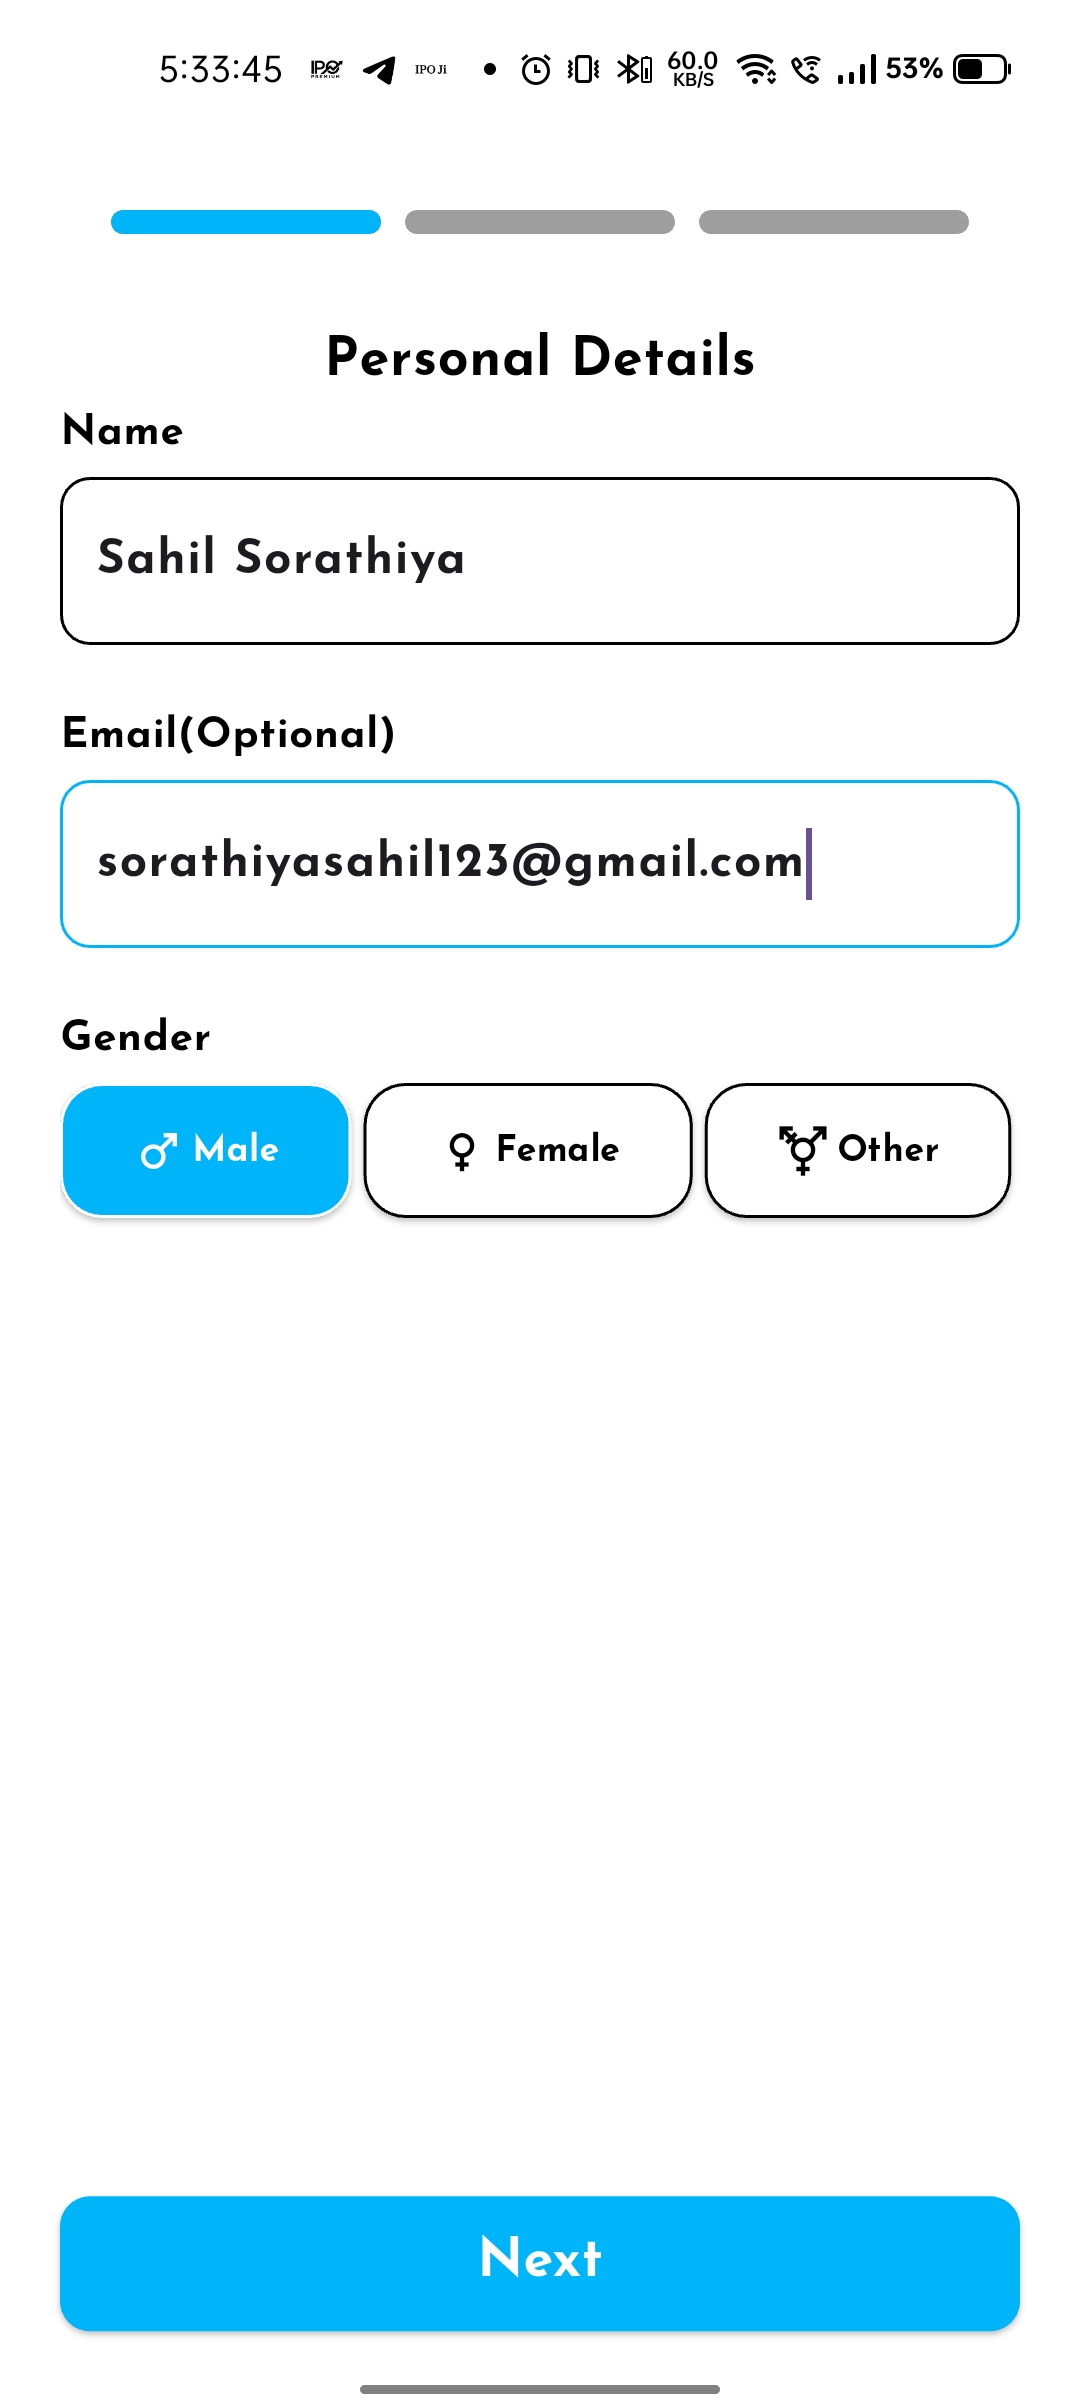 5:33:45 IPO PREMIUM IPO Ji 60.0 KB/S 53%
Personal Details
Name
Sahil Sorathiya
Email(Optional)
sorathiyasahil123@gmail.com
Gender
Male Female Other
Next